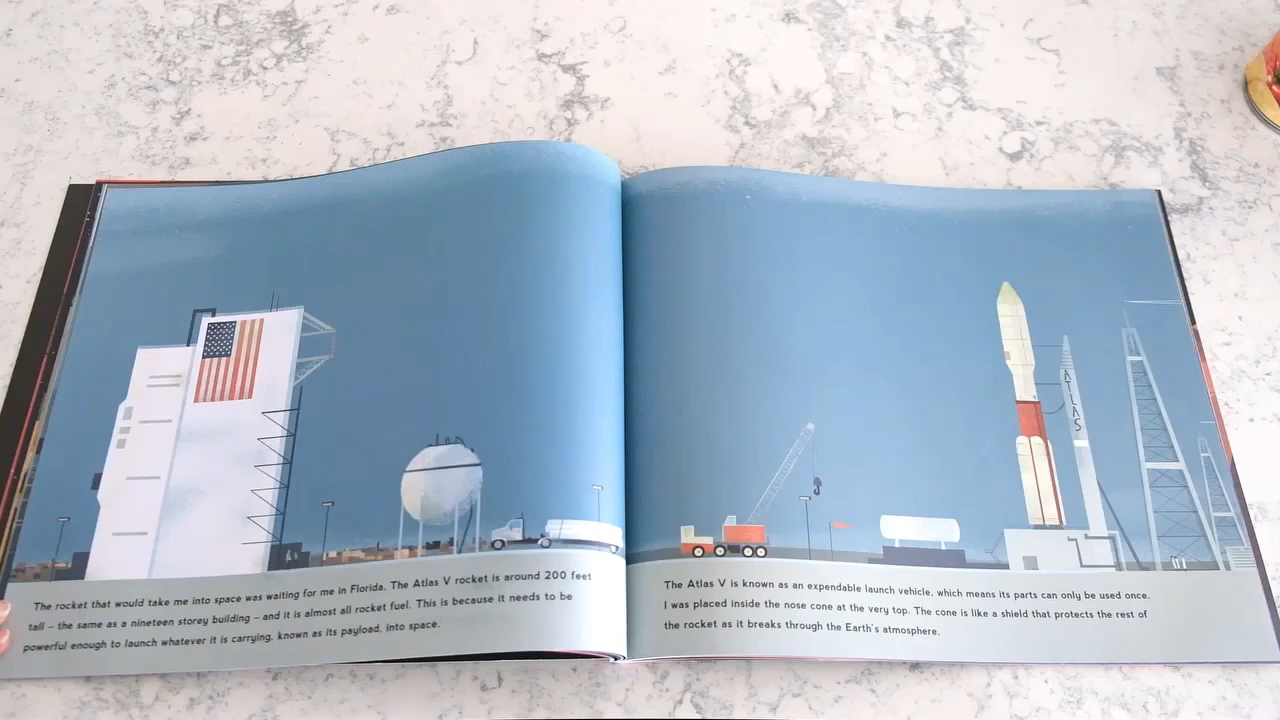 The rocket that would take me into space was waiting for me in Florida. The Atlas V rocket is around 200 feet
tall – the same as a nineteen storey building – and it is almost all rocket fuel. This is because it needs to be
powerful enough to launch whatever it is carrying, known as its payload, into space.
ATLAS
The Atlas V is known as an expendable launch vehicle, which means its parts can only be used once.
I was placed inside the nose cone at the very top. The cone is like a shield that protects the rest of
the rocket as it breaks through the Earth's atmosphere.